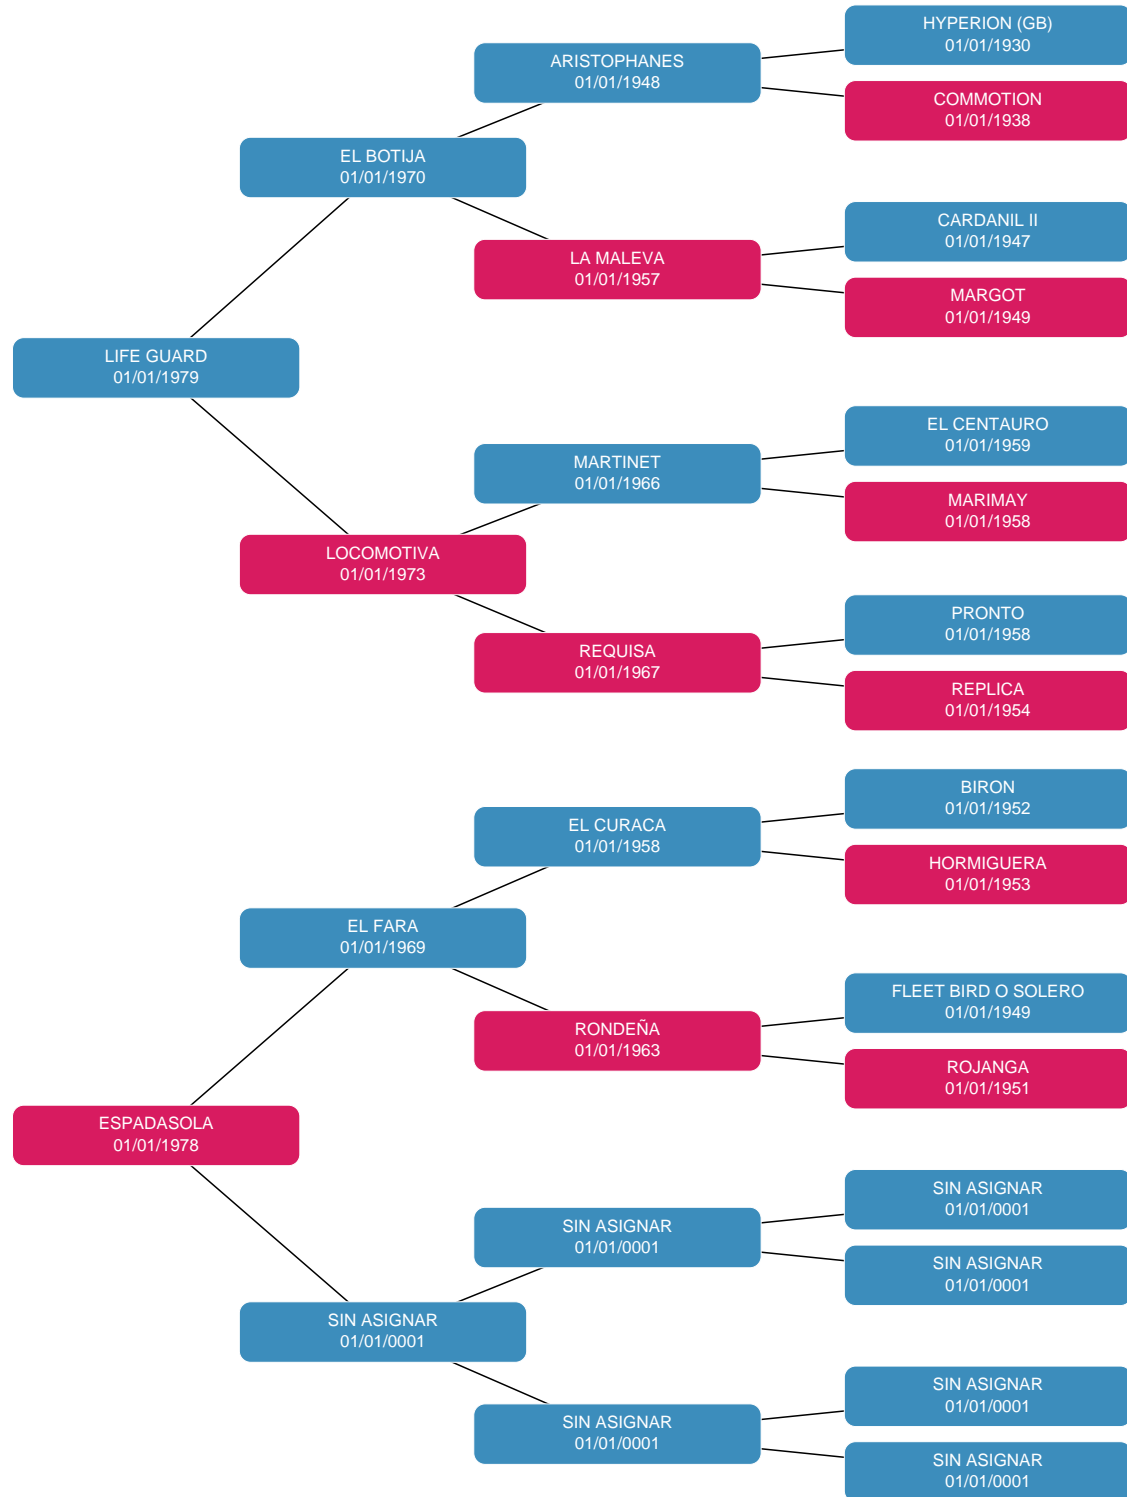 HYPERION (GB)
01/01/1930
ARISTOPHANES
01/01/1948
COMMOTION
01/01/1938
EL BOTIJA
01/01/1970
CARDANIL II
01/01/1947
LA MALEVA
01/01/1957
MARGOT
01/01/1949
LIFE GUARD
01/01/1979
EL CENTAURO
01/01/1959
MARTINET
01/01/1966
MARIMAY
01/01/1958
LOCOMOTIVA
01/01/1973
PRONTO
01/01/1958
REQUISA
01/01/1967
REPLICA
01/01/1954
BIRON
01/01/1952
EL CURACA
01/01/1958
HORMIGUERA
01/01/1953
EL FARA
01/01/1969
FLEET BIRD O SOLERO
01/01/1949
RONDEÑA
01/01/1963
ROJANGA
01/01/1951
ESPADASOLA
01/01/1978
SIN ASIGNAR
01/01/0001
SIN ASIGNAR
01/01/0001
SIN ASIGNAR
01/01/0001
SIN ASIGNAR
01/01/0001
SIN ASIGNAR
01/01/0001
SIN ASIGNAR
01/01/0001
SIN ASIGNAR
01/01/0001